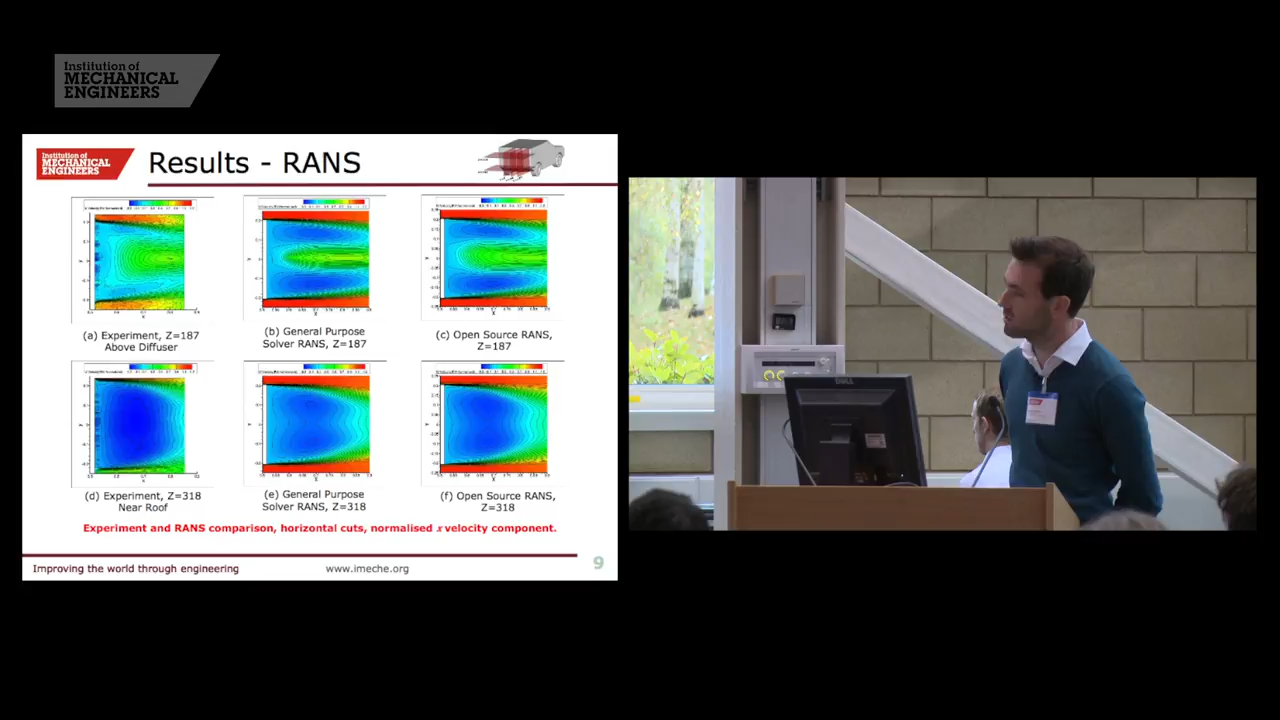 Institution of
MECHANICAL
ENGINEERS
Institution of
MECHANICAL
ENGINEERS
Results - RANS
(a) Experiment, Z=187
Above Diffuser
(b) General Purpose
Solver RANS, Z=187
(c) Open Source RANS,
Z=187
(d) Experiment, Z=318
Near Roof
(e) General Purpose
Solver RANS, Z=318
(f) Open Source RANS,
Z=318
Experiment and RANS comparison, horizontal cuts, normalised x velocity component.
Improving the world through engineering
www.imeche.org
9
DELL